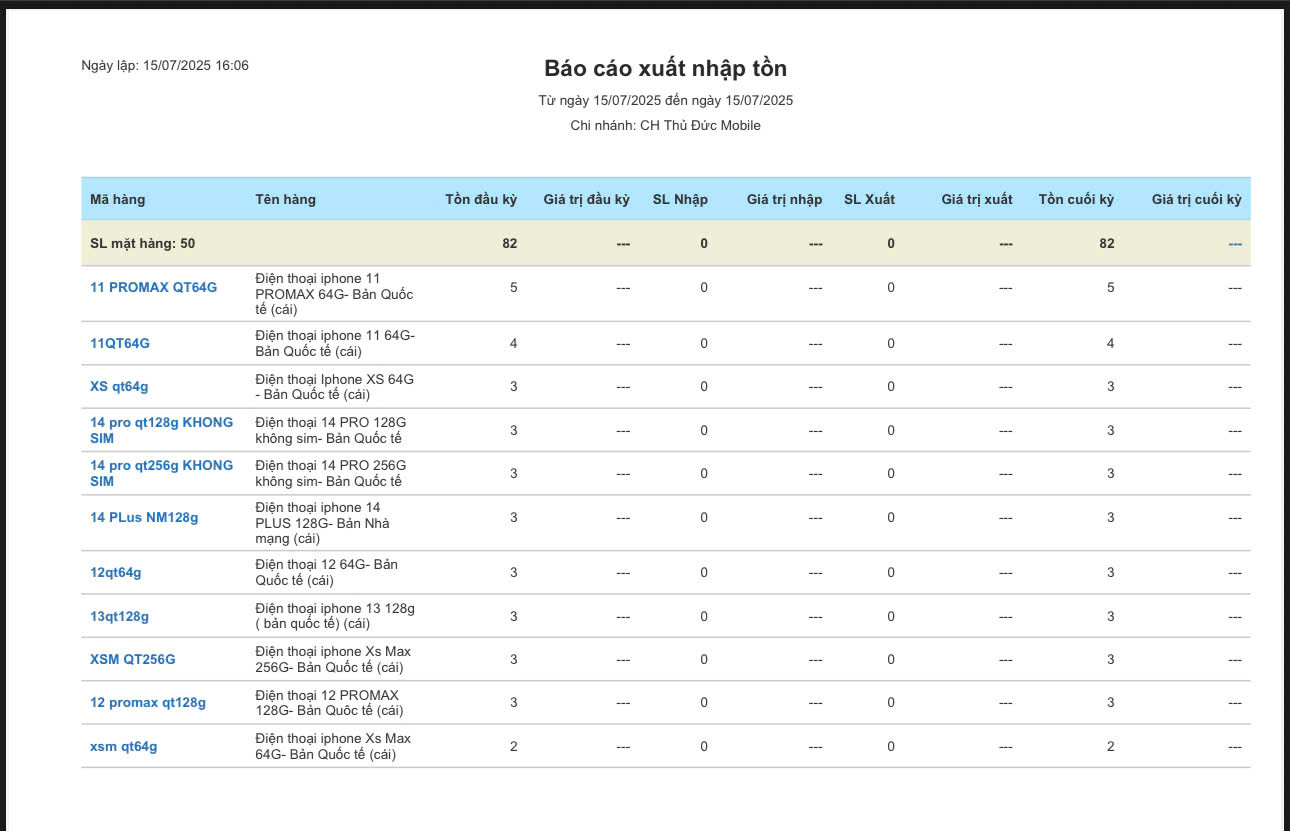 Ngày lập: 15/07/2025 16:06
Báo cáo xuất nhập tồn
Từ ngày 15/07/2025 đến ngày 15/07/2025
Chi nhánh: CH Thủ Đức Mobile
Mã hàng Tên hàng Tồn đầu kỳ Giá trị đầu kỳ SL Nhập Giá trị nhập SL Xuất Giá trị xuất Tồn cuối kỳ Giá trị cuối kỳ
SL mặt hàng: 50 82 --- 0 --- 0 --- 82 ---
11 PROMAX QT64G Điện thoại iphone 11
PROMAX 64G- Bản Quốc
tế (cái) 5 --- 0 --- 0 --- 5 ---
11QT64G Điện thoại iphone 11 64G-
Bản Quốc tế (cái) 4 --- 0 --- 0 --- 4 ---
XS qt64g Điện thoại Iphone XS 64G
- Bản Quốc tế (cái) 3 --- 0 --- 0 --- 3 ---
14 pro qt128g KHONG
SIM
Điện thoại 14 PRO 128G
không sim- Bản Quốc tế 3 --- 0 --- 0 --- 3 ---
14 pro qt256g KHONG
SIM
Điện thoại 14 PRO 256G
không sim- Bản Quốc tế 3 --- 0 --- 0 --- 3 ---
14 PLus NM128g Điện thoại iphone 14
PLUS 128G- Bản Nhà
mạng (cái) 3 --- 0 --- 0 --- 3 ---
12qt64g Điện thoại 12 64G- Bản
Quốc tế (cái) 3 --- 0 --- 0 --- 3 ---
13qt128g Điện thoại iphone 13 128g
( bản quốc tế) (cái) 3 --- 0 --- 0 --- 3 ---
XSM QT256G Điện thoại iphone Xs Max
256G- Bản Quốc tế (cái) 3 --- 0 --- 0 --- 3 ---
12 promax qt128g Điện thoại 12 PROMAX
128G- Bản Quôc tế (cái) 3 --- 0 --- 0 --- 3 ---
xsm qt64g Điện thoại iphone Xs Max
64G- Bản Quốc tế (cái) 2 --- 0 --- 0 --- 2 ---